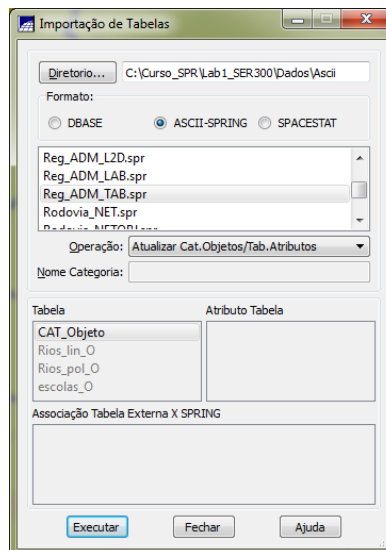 Importação de Tabelas
Diretorio... C:\Curso_SPR\Lab1_SER300\Dados\Ascii
Formato:
DBASE ASCII-SPRING SPACESTAT
Reg_ADM_L2D.spr
Reg_ADM_LAB.spr
Reg_ADM_TAB.spr
Rodovia_NET.spr
Rodovia_NETOBJ.spr
Operação: Atualizar Cat.Objetos/Tab.Atributos
Nome Categoria:
Tabela Atributo Tabela
CAT_Objeto
Rios_lin_O
Rios_pol_O
escolas_O
Associação Tabela Externa X SPRING
Executar Fechar Ajuda